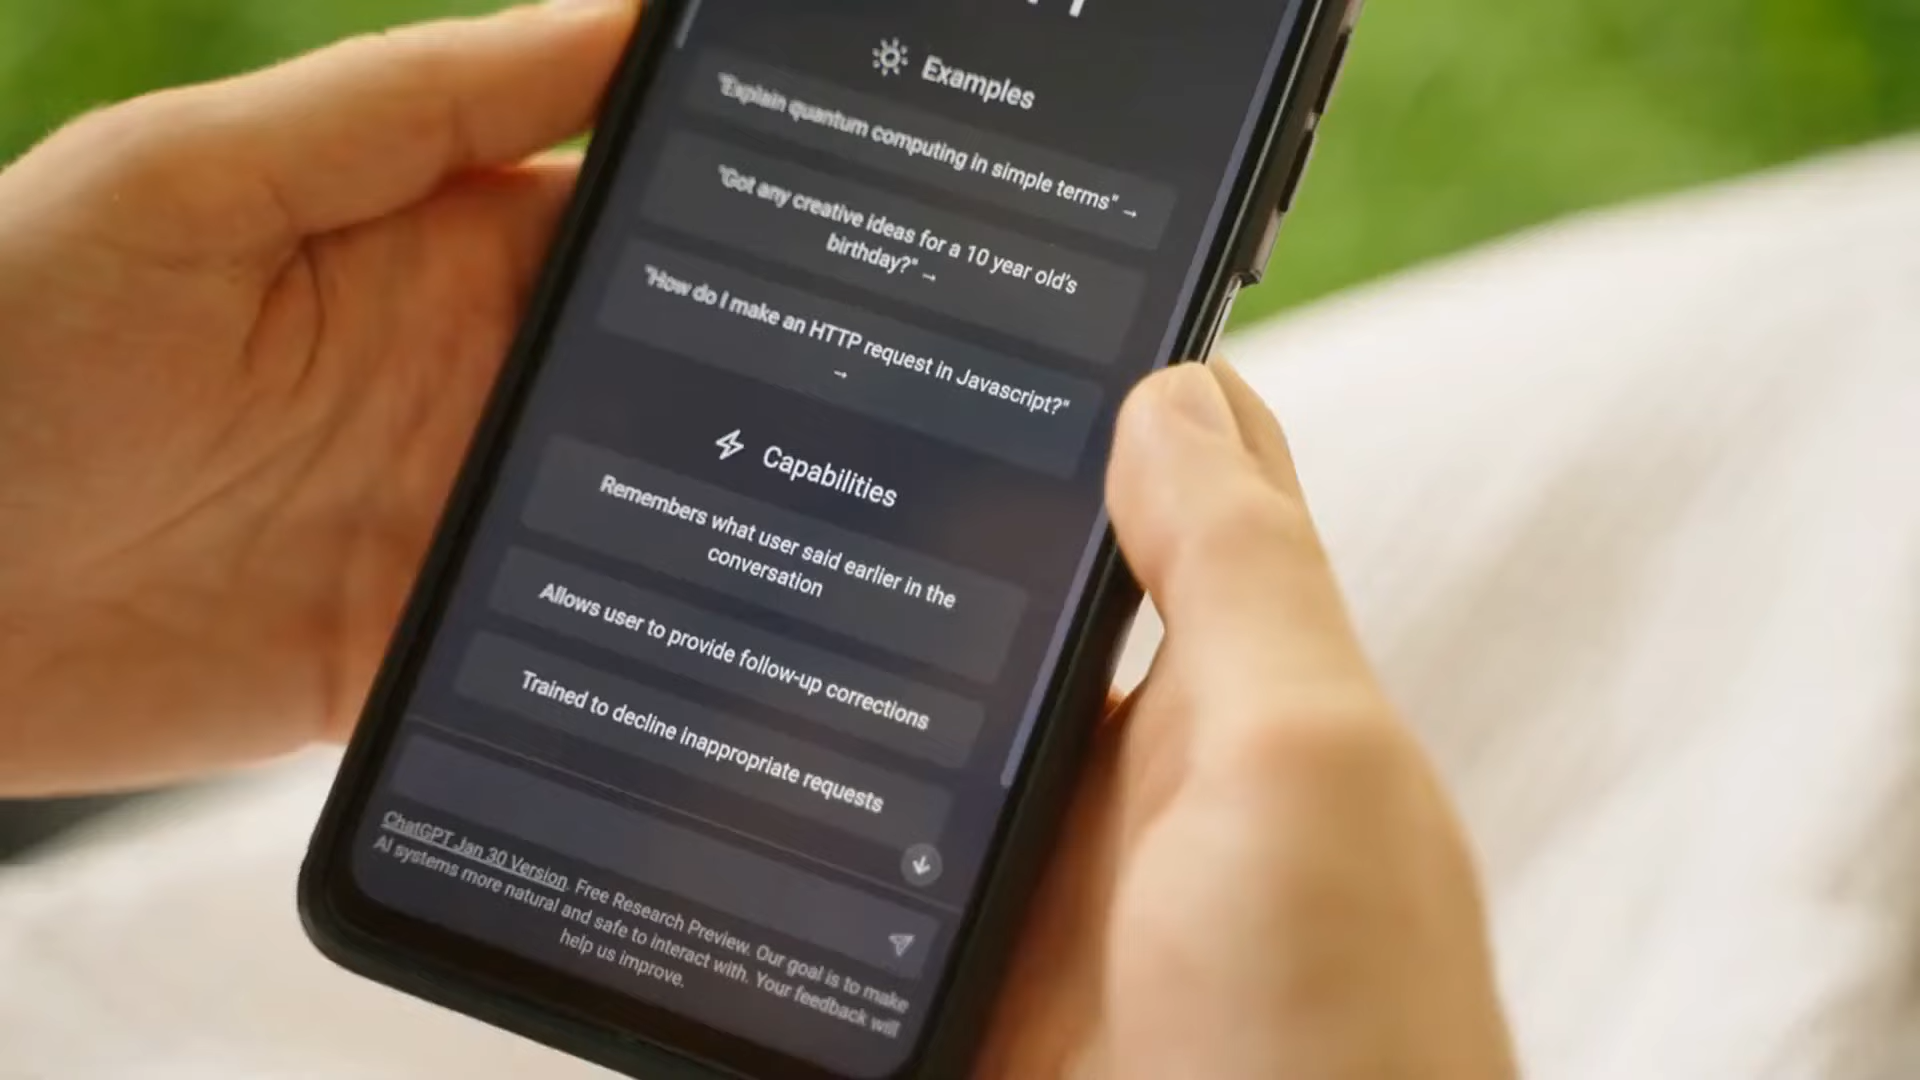 Examples
"Explain quantum computing in simple terms" →
"Got any creative ideas for a 10 year old's
birthday?" →
"How do I make an HTTP request in Javascript?"
→
Capabilities
Remembers what user said earlier in the
conversation
Allows user to provide follow-up corrections
Trained to decline inappropriate requests
ChatGPT Jan 30 Version. Free Research Preview. Our goal is to make
AI systems more natural and safe to interact with. Your feedback will
help us improve.